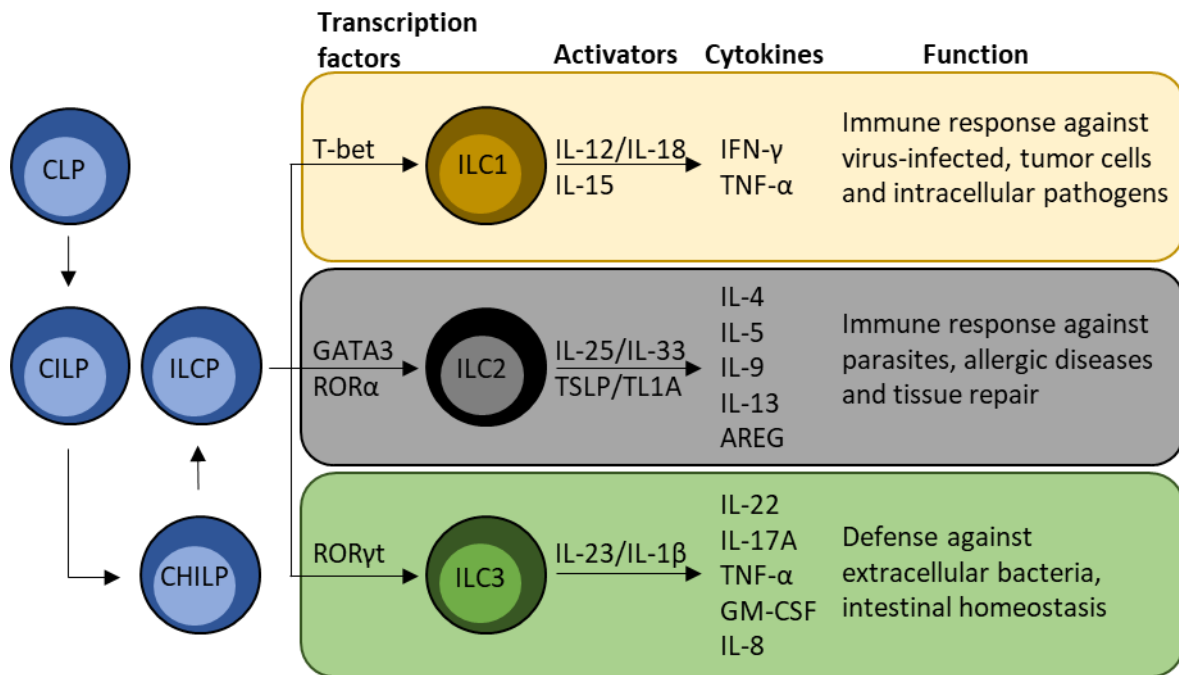 Transcription
factors
Activators
Cytokines
Function
CLP
CILP
ILCP
CHILP
T-bet
ILC1
IL-12/IL-18
IL-15
IFN-γ
TNF-α
Immune response against
virus-infected, tumor cells
and intracellular pathogens
GATA3
RORα
ILC2
IL-25/IL-33
TSLP/TL1A
IL-4
IL-5
IL-9
IL-13
AREG
Immune response against
parasites, allergic diseases
and tissue repair
RORγt
ILC3
IL-23/IL-1β
IL-22
IL-17A
TNF-α
GM-CSF
IL-8
Defense against
extracellular bacteria,
intestinal homeostasis